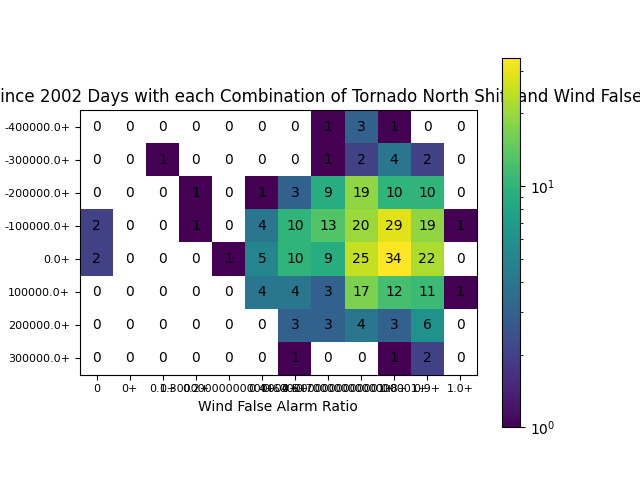 ince 2002 Days with each Combination of Tornado North Shift and Wind False
-400000.0+ 0 0 0 0 0 0 0 1 3 1 0 0
-300000.0+ 0 0 1 0 0 0 0 1 2 4 2 0
-200000.0+ 0 0 0 1 0 1 3 9 19 10 10 0
-100000.0+ 2 0 0 1 0 4 10 13 20 29 19 1
0.0+ 2 0 0 0 1 5 10 9 25 34 22 0
100000.0+ 0 0 0 0 0 4 4 3 17 12 11 1
200000.0+ 0 0 0 0 0 0 3 3 4 3 6 0
300000.0+ 0 0 0 0 0 0 1 0 0 1 2 0
0 0+ 0.9+ 1.0+
Wind False Alarm Ratio
10¹
10⁰